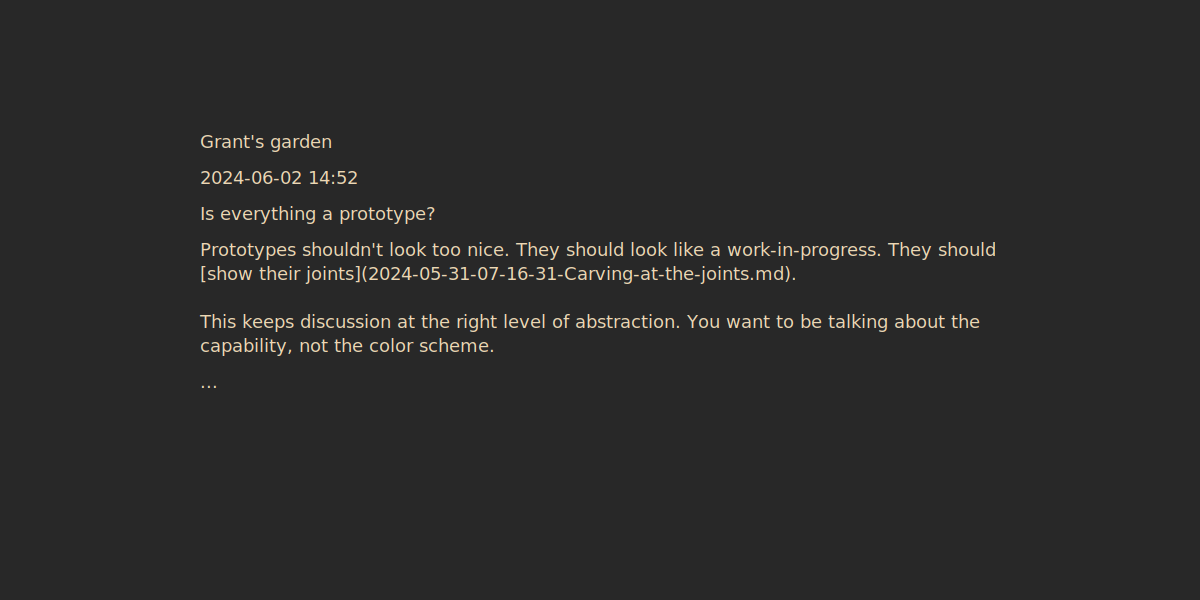 Grant's garden
2024-06-02 14:52
Is everything a prototype?
Prototypes shouldn't look too nice. They should look like a work-in-progress. They should
[show their joints](2024-05-31-07-16-31-Carving-at-the-joints.md).
This keeps discussion at the right level of abstraction. You want to be talking about the
capability, not the color scheme.
...